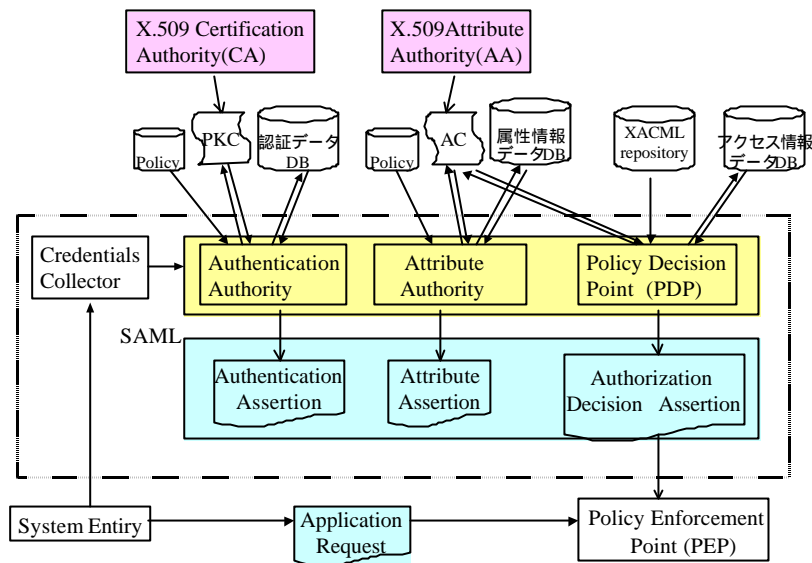 X.509 Certification
Authority(CA)
X.509Attribute
Authority(AA)
Policy
PKC
認証データ
DB
Policy
AC
属性情報
データDB
XACML
repository
アクセス情報
データDB
Credentials
Collector
Authentication
Authority
Attribute
Authority
Policy Decision
Point (PDP)
SAML
Authentication
Assertion
Attribute
Assertion
Authorization
Decision Assertion
System Entiry
Application
Request
Policy Enforcement
Point (PEP)